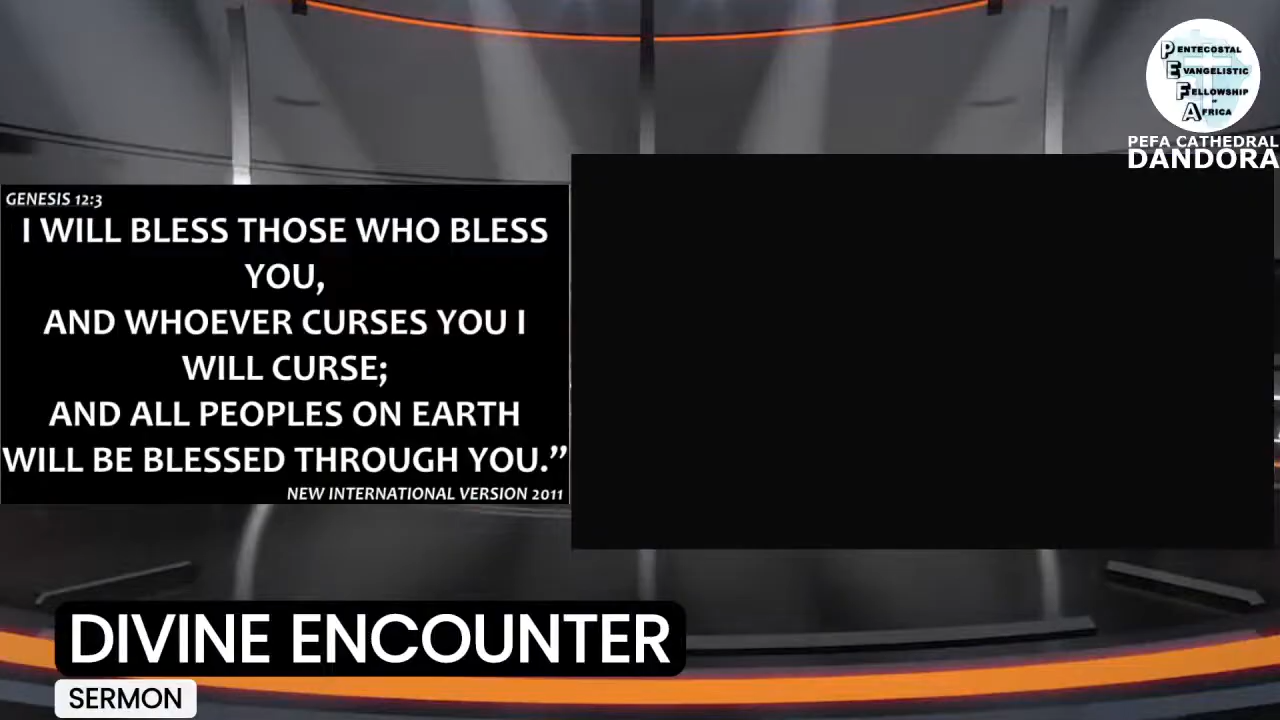 GENESIS 12:3
I WILL BLESS THOSE WHO BLESS
YOU,
AND WHOEVER CURSES YOU I
WILL CURSE;
AND ALL PEOPLES ON EARTH
WILL BE BLESSED THROUGH YOU.”
NEW INTERNATIONAL VERSION 2011
PENTECOSTAL
EVANGELISTIC
FELLOWSHIP
OF
AFRICA
PEFA CATHEDRAL
DANDORA
DIVINE ENCOUNTER
SERMON